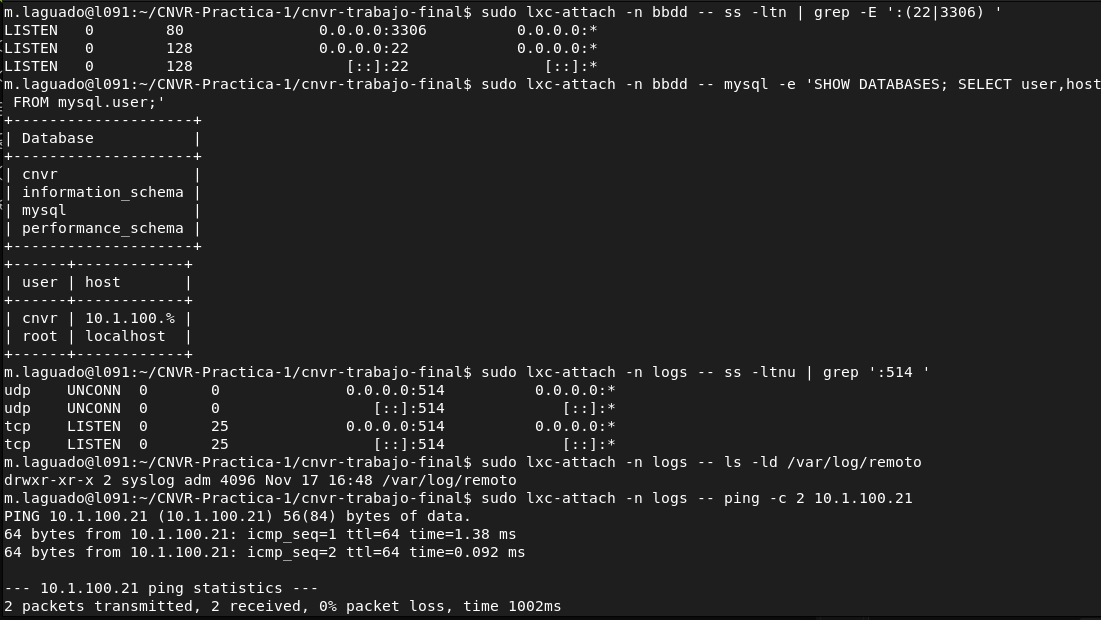 m.laguado@l091:~/CNVR-Practica-1/cnvr-trabajo-final$ sudo lxc-attach -n bbdd -- ss -ltn | grep -E ':(22|3306) '
LISTEN   0        80               0.0.0.0:3306          0.0.0.0:*
LISTEN   0        128              0.0.0.0:22            0.0.0.0:*
LISTEN   0        128                 [::]:22               [::]:*
m.laguado@l091:~/CNVR-Practica-1/cnvr-trabajo-final$ sudo lxc-attach -n bbdd -- mysql -e 'SHOW DATABASES; SELECT user,host
 FROM mysql.user;'
+--------------------+
| Database           |
+--------------------+
| cnvr               |
| information_schema |
| mysql              |
| performance_schema |
+--------------------+
+------+------------+
| user | host       |
+------+------------+
| cnvr | 10.1.100.% |
| root | localhost  |
+------+------------+
m.laguado@l091:~/CNVR-Practica-1/cnvr-trabajo-final$ sudo lxc-attach -n logs -- ss -ltnu | grep ':514 '
udp    UNCONN  0       0              0.0.0.0:514          0.0.0.0:*
udp    UNCONN  0       0                 [::]:514             [::]:*
tcp    LISTEN  0       25             0.0.0.0:514          0.0.0.0:*
tcp    LISTEN  0       25                [::]:514             [::]:*
m.laguado@l091:~/CNVR-Practica-1/cnvr-trabajo-final$ sudo lxc-attach -n logs -- ls -ld /var/log/remoto
drwxr-xr-x 2 syslog adm 4096 Nov 17 16:48 /var/log/remoto
m.laguado@l091:~/CNVR-Practica-1/cnvr-trabajo-final$ sudo lxc-attach -n logs -- ping -c 2 10.1.100.21
PING 10.1.100.21 (10.1.100.21) 56(84) bytes of data.
64 bytes from 10.1.100.21: icmp_seq=1 ttl=64 time=1.38 ms
64 bytes from 10.1.100.21: icmp_seq=2 ttl=64 time=0.092 ms

--- 10.1.100.21 ping statistics ---
2 packets transmitted, 2 received, 0% packet loss, time 1002ms